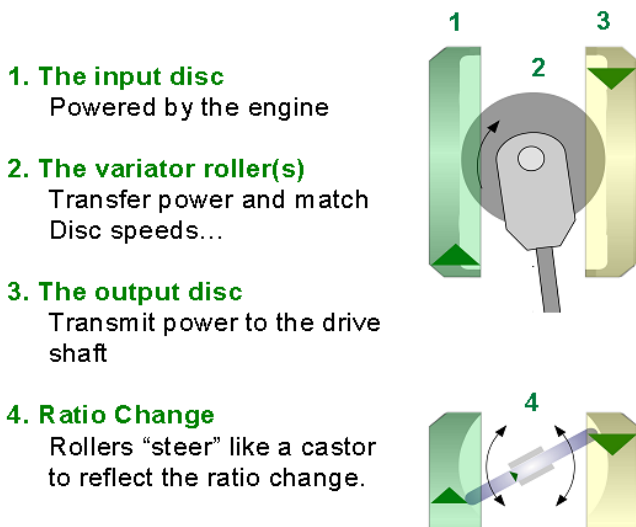 1. The input disc
Powered by the engine
2. The variator roller(s)
Transfer power and match
Disc speeds...
3. The output disc
Transmit power to the drive
shaft
4. Ratio Change
Rollers “steer” like a castor
to reflect the ratio change.
1
3
2
4